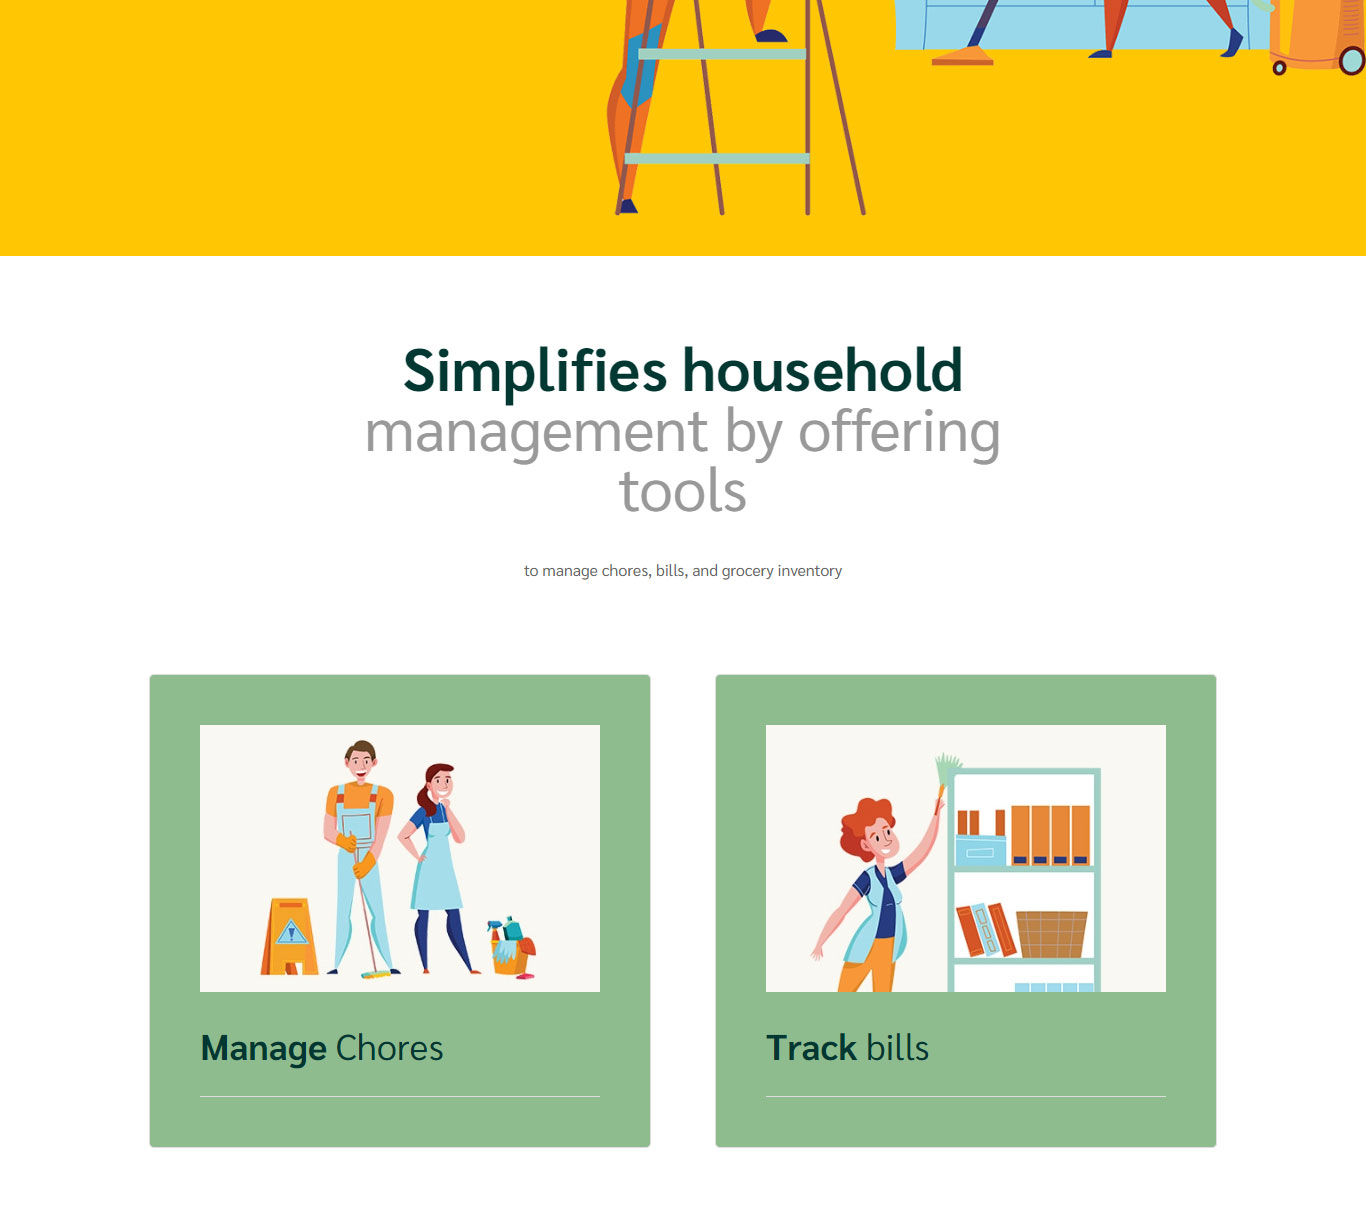 Simplifies household
management by offering
tools
to manage chores, bills, and grocery inventory
Manage Chores
Track bills